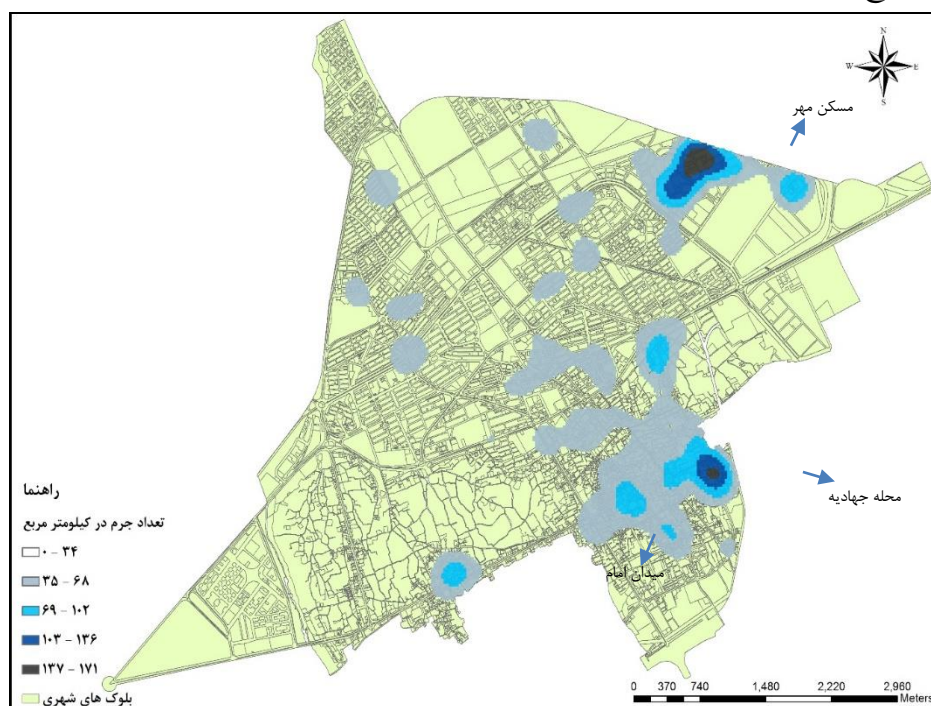 N
W E
S
مسکن مهر
محله جهادیه
میدان امام
راهنما
تعداد جرم در کیلومتر مربع
۰ – ۳۴
۳۵ – ۶۸
۶۹ – ۱۰۲
۱۰۳ – ۱۳۶
۱۳۷ – ۱۷۱
بلوک های شهری
0 370 740 1,480 2,220 2,960
Meters